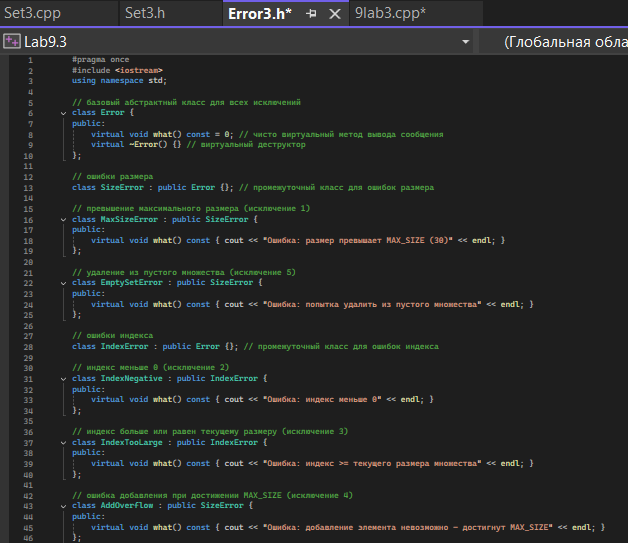 Set3.cpp Set3.h Error3.h* 9lab3.cpp*
Lab9.3 (Глобальная обла
1 #pragma once
2 #include <iostream>
3 using namespace std;
4
5 // базовый абстрактный класс для всех исключений
6 class Error {
7 public:
8 virtual void what() const = 0; // чисто виртуальный метод вывода сообщения
9 virtual ~Error() {} // виртуальный деструктор
10 };
11
12 // ошибки размера
13 class SizeError : public Error {}; // промежуточный класс для ошибок размера
14
15 // превышение максимального размера (исключение 1)
16 class MaxSizeError : public SizeError {
17 public:
18 virtual void what() const { cout << "Ошибка: размер превышает MAX_SIZE (30)" << endl; }
19 };
20
21 // удаление из пустого множества (исключение 5)
22 class EmptySetError : public SizeError {
23 public:
24 virtual void what() const { cout << "Ошибка: попытка удалить из пустого множества" << endl; }
25 };
26
27 // ошибки индекса
28 class IndexError : public Error {}; // промежуточный класс для ошибок индекса
29
30 // индекс меньше 0 (исключение 2)
31 class IndexNegative : public IndexError {
32 public:
33 virtual void what() const { cout << "Ошибка: индекс меньше 0" << endl; }
34 };
35
36 // индекс больше или равен текущему размеру (исключение 3)
37 class IndexTooLarge : public IndexError {
38 public:
39 virtual void what() const { cout << "Ошибка: индекс >= текущего размера множества" << endl; }
40 };
41
42 // ошибка добавления при достижении MAX_SIZE (исключение 4)
43 class AddOverflow : public SizeError {
44 public:
45 virtual void what() const { cout << "Ошибка: добавление элемента невозможно – достигнут MAX_SIZE" << endl; }
46 };